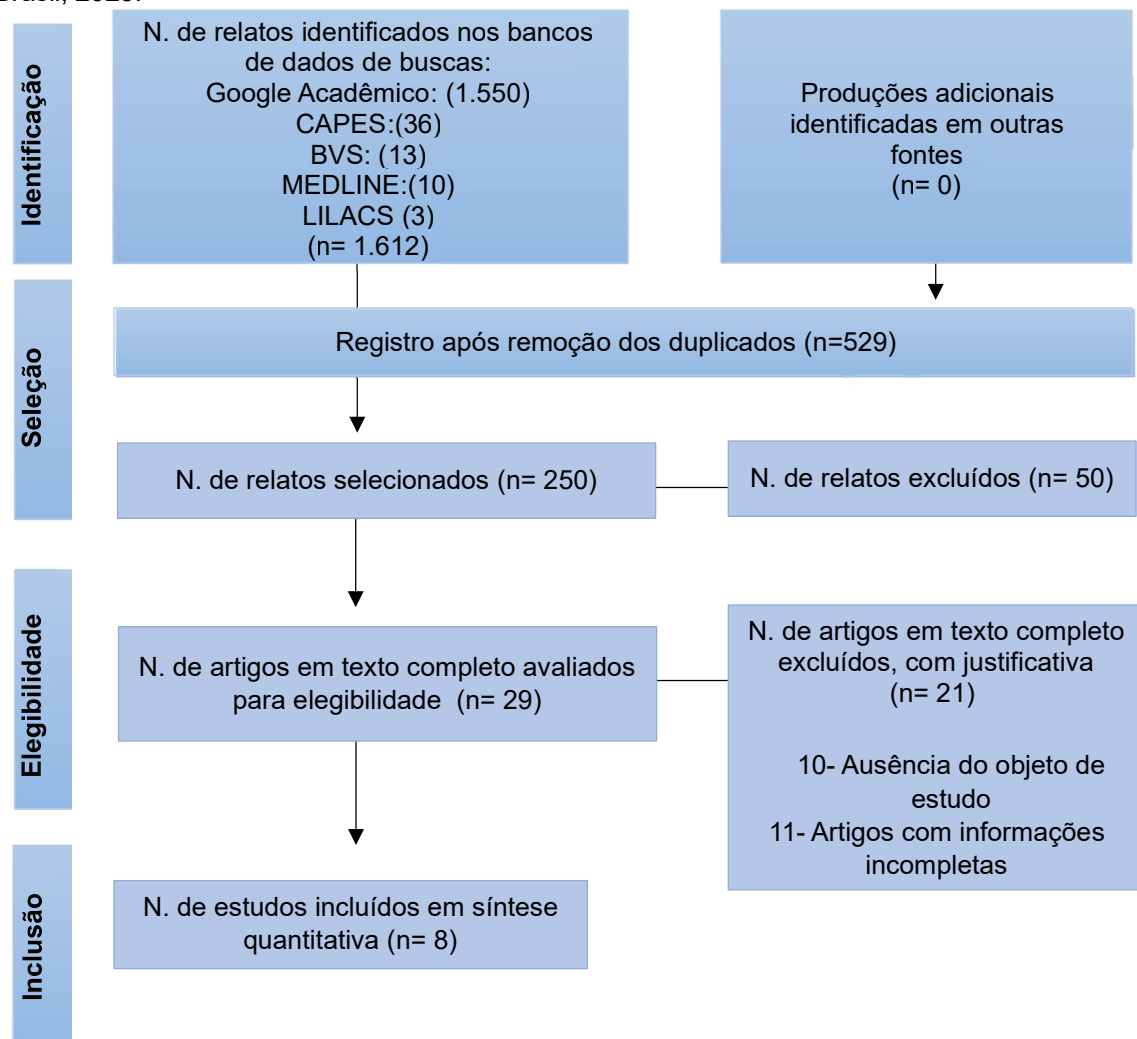 Brasil, 2023.
Identificação
N. de relatos identificados nos bancos
de dados de buscas:
Google Acadêmico: (1.550)
CAPES:(36)
BVS: (13)
MEDLINE:(10)
LILACS (3)
(n= 1.612)
Produções adicionais
identificadas em outras
fontes
(n= 0)
Seleção
Registro após remoção dos duplicados (n=529)
N. de relatos selecionados (n= 250)
N. de relatos excluídos (n= 50)
Elegibilidade
N. de artigos em texto completo avaliados
para elegibilidade (n= 29)
N. de artigos em texto completo
excluídos, com justificativa
(n= 21)
10- Ausência do objeto de
estudo
11- Artigos com informações
incompletas
Inclusão
N. de estudos incluídos em síntese
quantitativa (n= 8)